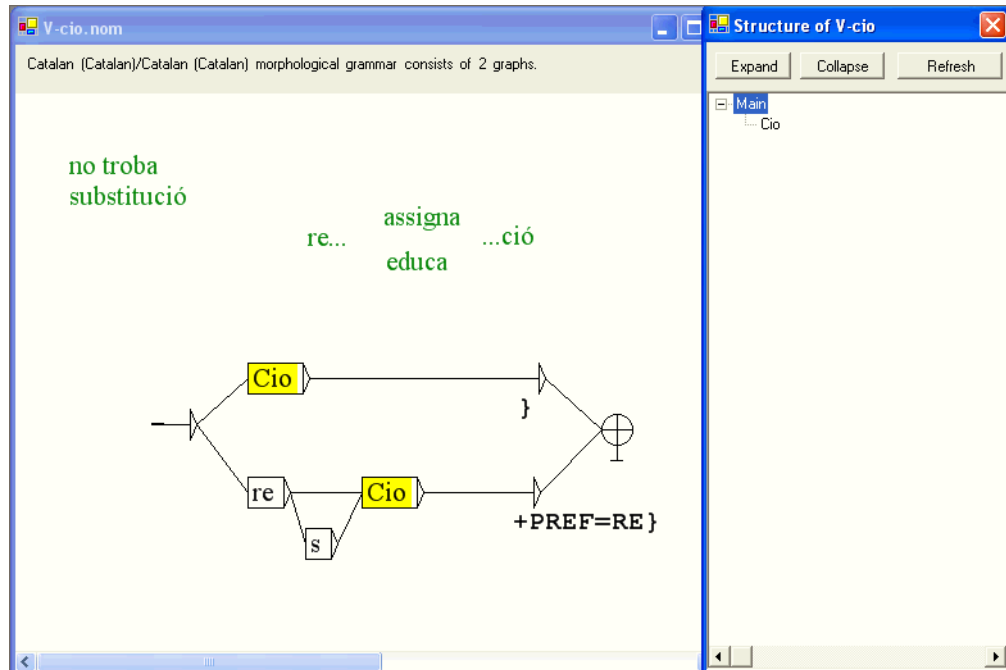 V-cio.nom
Catalan (Catalan)/Catalan (Catalan) morphological grammar consists of 2 graphs.
no troba
substitució
re...
assigna
educa
...ció
Cio
}
re
s
Cio
+PREF=RE}
Structure of V-cio
Expand
Collapse
Refresh
Main
Cio